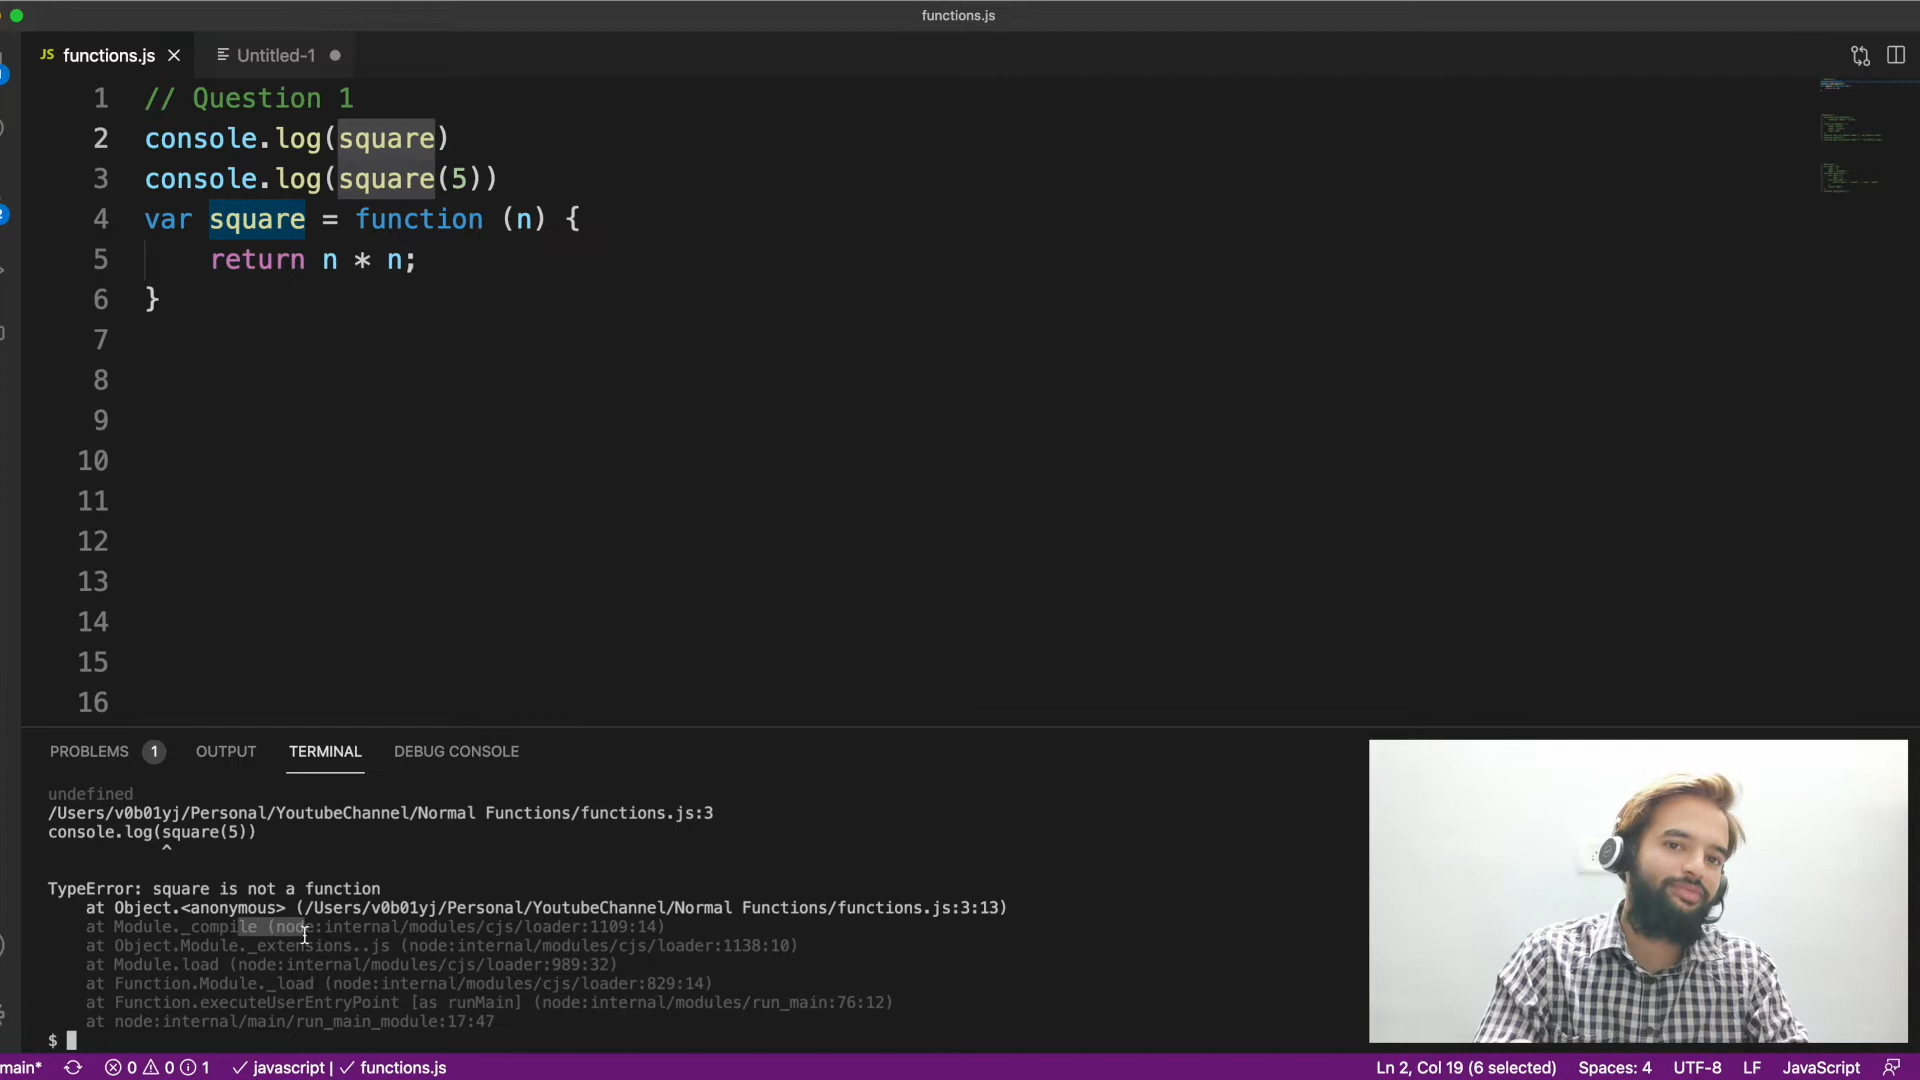 functions.js
JS functions.js Untitled-1
1 // Question 1
2 console.log(square)
3 console.log(square(5))
4 var square = function (n) {
5 return n * n;
6 }
7
8
9
10
11
12
13
14
15
16
PROBLEMS 1 OUTPUT TERMINAL DEBUG CONSOLE
undefined
/Users/v0b01yj/Personal/YoutubeChannel/Normal Functions/functions.js:3
console.log(square(5))
^
TypeError: square is not a function
at Object.<anonymous> (/Users/v0b01yj/Personal/YoutubeChannel/Normal Functions/functions.js:3:13)
at Module._compile (node:internal/modules/cjs/loader:1109:14)
at Object.Module._extensions..js (node:internal/modules/cjs/loader:1138:10)
at Module.load (node:internal/modules/cjs/loader:989:32)
at Function.Module._load (node:internal/modules/cjs/loader:829:14)
at Function.executeUserEntryPoint [as runMain] (node:internal/modules/run_main:76:12)
at node:internal/main/run_main_module:17:47
$
main* 0 0 1 javascript | functions.js Ln 2, Col 19 (6 selected) Spaces: 4 UTF-8 LF JavaScript